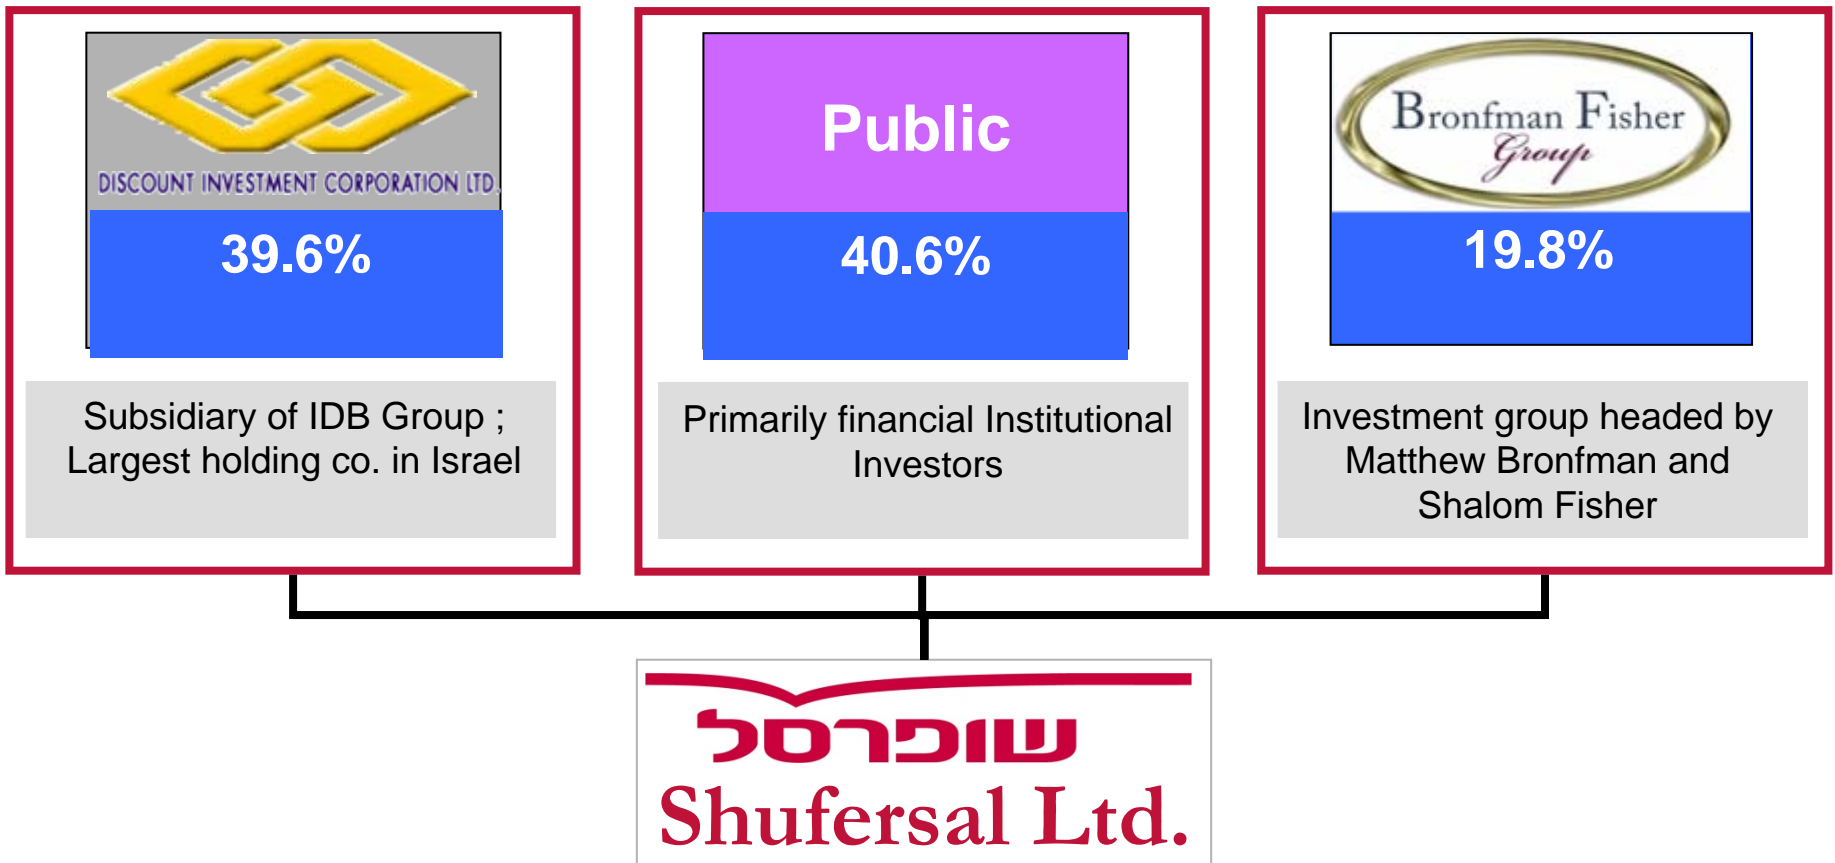 DISCOUNT INVESTMENT CORPORATION LTD.
39.6%
Subsidiary of IDB Group ;
Largest holding co. in Israel
Public
40.6%
Primarily financial Institutional
Investors
Bronfman Fisher
Group
19.8%
Investment group headed by
Matthew Bronfman and
Shalom Fisher
שופרסל
Shufersal Ltd.